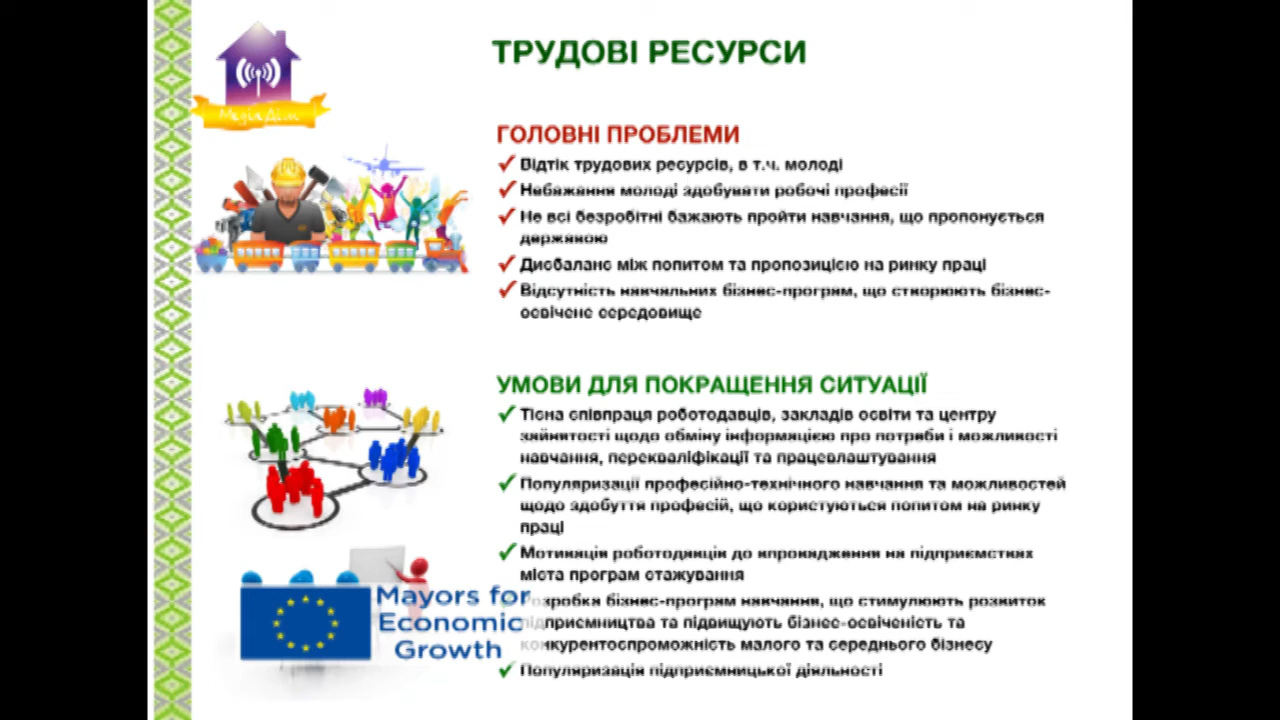 ТРУДОВІ РЕСУРСИ
Медіа Дім
ГОЛОВНІ ПРОБЛЕМИ
Відтік трудових ресурсів, в т.ч. молоді
Небажання молоді здобувати робочі професії
Не всі безробітні бажають пройти навчання, що пропонується
державою
Дисбаланс між попитом та пропозицією на ринку праці
Відсутність навчальних бізнес-програм, що створюють бізнес-
освічене середовище
УМОВИ ДЛЯ ПОКРАЩЕННЯ СИТУАЦІЇ
Тісна співпраця роботодавців, закладів освіти та центру
зайнятості щодо обміну інформацією про потреби і можливості
навчання, перекваліфікації та працевлаштування
Популяризації професійно-технічного навчання та можливостей
щодо здобуття професій, що користуються попитом на ринку
праці
Мотивація роботодавців до впровадження на підприємствах
міста програм стажування
Розробка бізнес-програм навчання, що стимулюють розвиток
підприємництва та підвищують бізнес-освіченість та
конкурентоспроможність малого та середнього бізнесу
Популяризація підприємницької діяльності
Mayors for
Economic
Growth